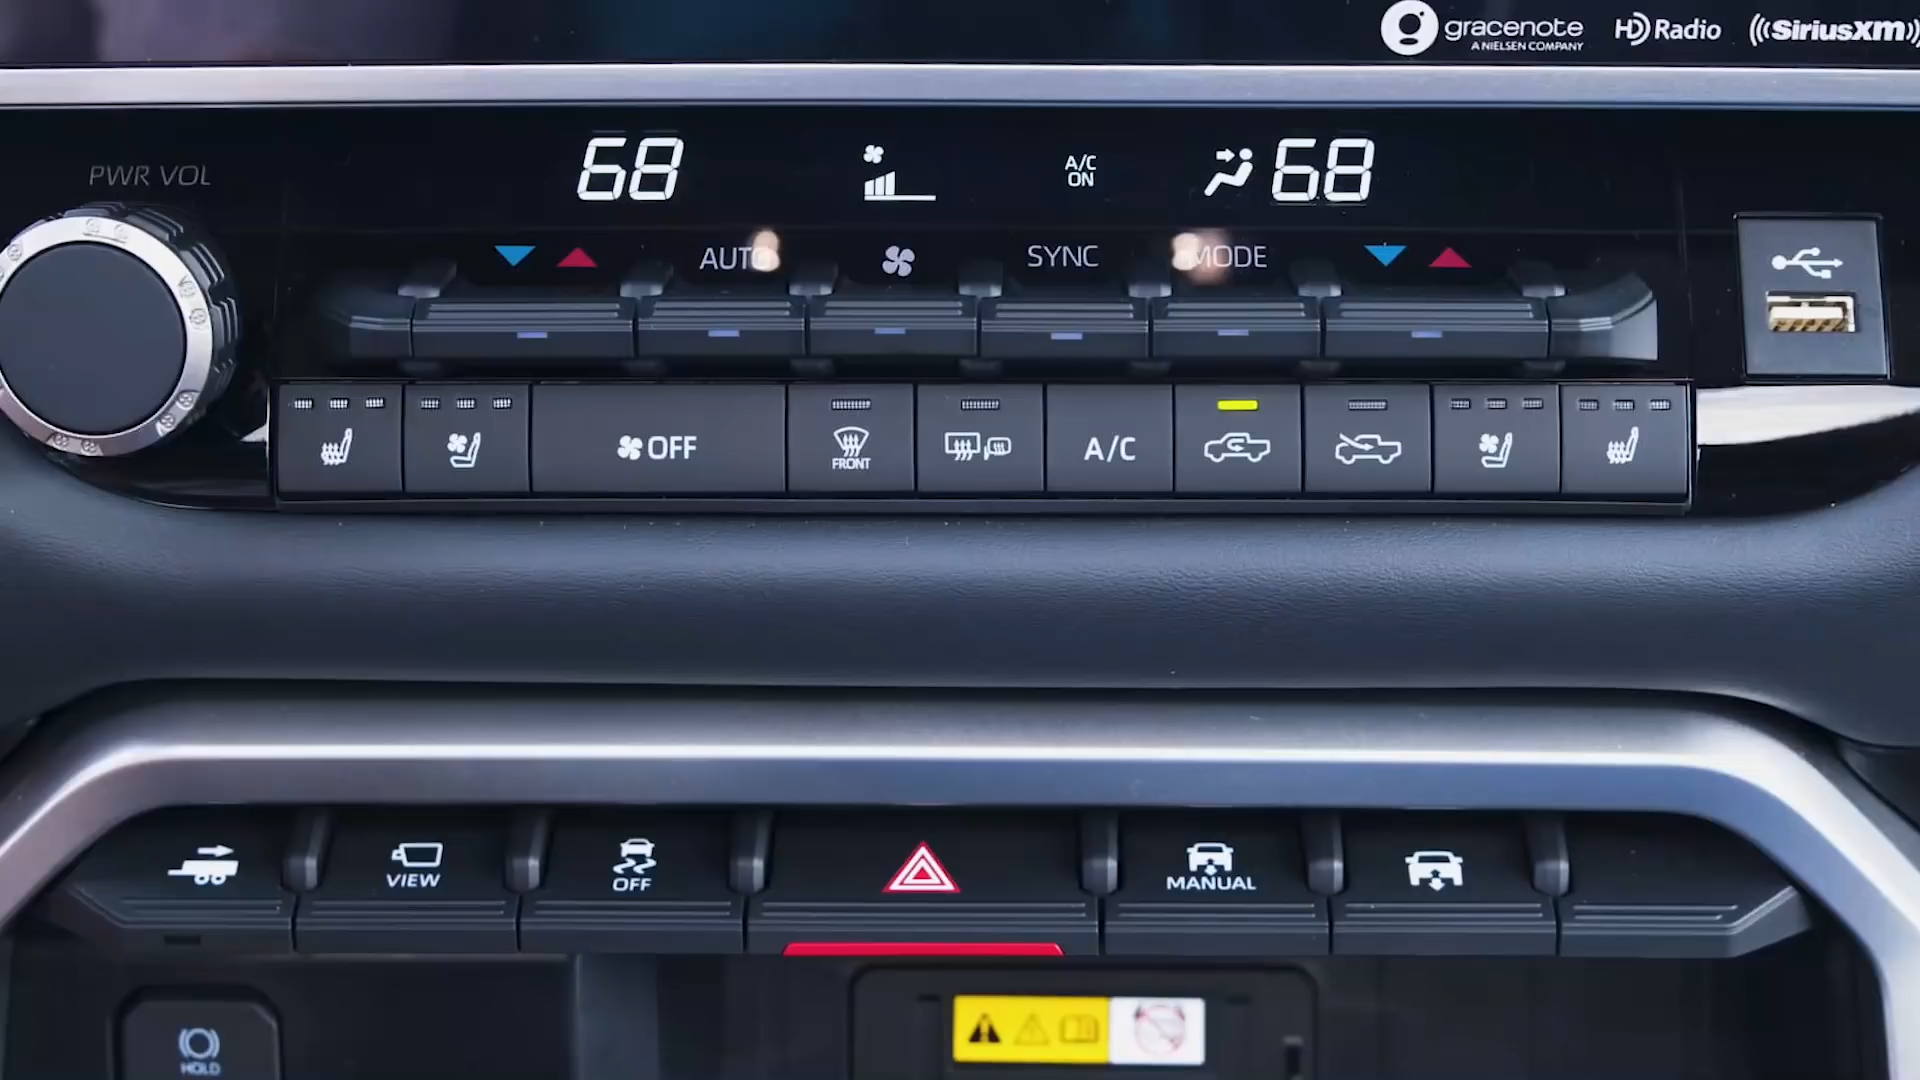 gracenote
A NIELSEN COMPANY
HD Radio
SiriusXM
PWR VOL
68
A/C
ON
68
AUTO
SYNC
MODE
OFF
FRONT
A/C
VIEW
OFF
MANUAL
HOLD